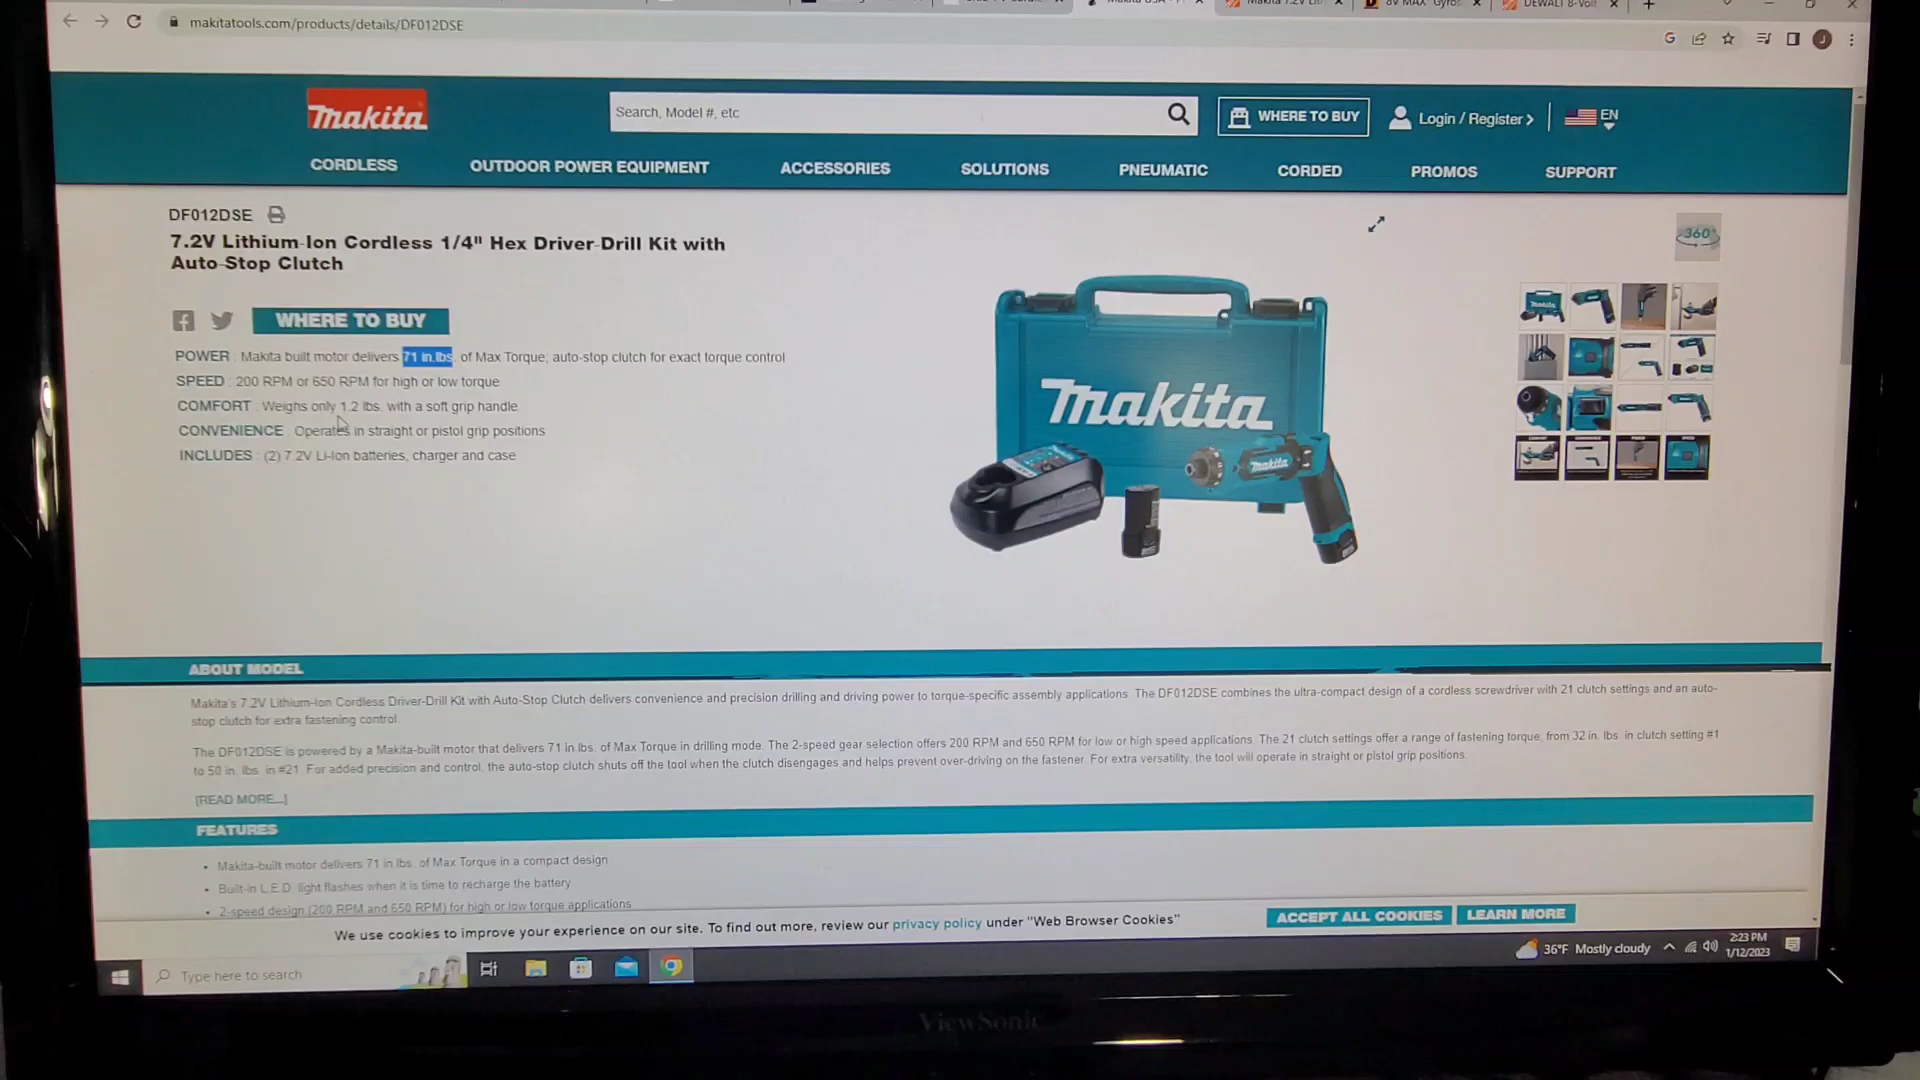 Makita 7.2V Lit
8V MAX* Gyros
DEWALT 8-Volt
makitatools.com/products/details/DF012DSE
J
Makita
Search, Model #, etc
WHERE TO BUY
Login / Register
EN
CORDLESS
OUTDOOR POWER EQUIPMENT
ACCESSORIES
SOLUTIONS
PNEUMATIC
CORDED
PROMOS
SUPPORT
DF012DSE
7.2V Lithium-Ion Cordless 1/4" Hex Driver-Drill Kit with
Auto-Stop Clutch
360°
WHERE TO BUY
POWER : Makita built motor delivers 71 in.lbs of Max Torque; auto-stop clutch for exact torque control
SPEED : 200 RPM or 650 RPM for high or low torque
COMFORT : Weighs only 1.2 lbs. with a soft grip handle
CONVENIENCE : Operates in straight or pistol grip positions
INCLUDES : (2) 7.2V Li-Ion batteries, charger and case
Makita
Makita
ABOUT MODEL
Makita's 7.2V Lithium-Ion Cordless Driver-Drill Kit with Auto-Stop Clutch delivers convenience and precision drilling and driving power to torque-specific assembly applications. The DF012DSE combines the ultra-compact design of a cordless screwdriver with 21 clutch settings and an auto-
stop clutch for extra fastening control.
The DF012DSE is powered by a Makita-built motor that delivers 71 in lbs. of Max Torque in drilling mode. The 2-speed gear selection offers 200 RPM and 650 RPM for low or high speed applications. The 21 clutch settings offer a range of fastening torque, from 32 in. lbs. in clutch setting #1
to 50 in. lbs. in #21. For added precision and control, the auto-stop clutch shuts off the tool when the clutch disengages and helps prevent over-driving on the fastener. For extra versatility, the tool will operate in straight or pistol grip positions.
[READ MORE...]
FEATURES
• Makita-built motor delivers 71 in.lbs. of Max Torque in a compact design
• Built-in L.E.D. light flashes when it is time to recharge the battery
• 2-speed design (200 RPM and 650 RPM) for high or low torque applications
We use cookies to improve your experience on our site. To find out more, review our privacy policy under "Web Browser Cookies"
ACCEPT ALL COOKIES
LEARN MORE
Type here to search
36°F Mostly cloudy
2:23 PM
1/12/2023
ViewSonic